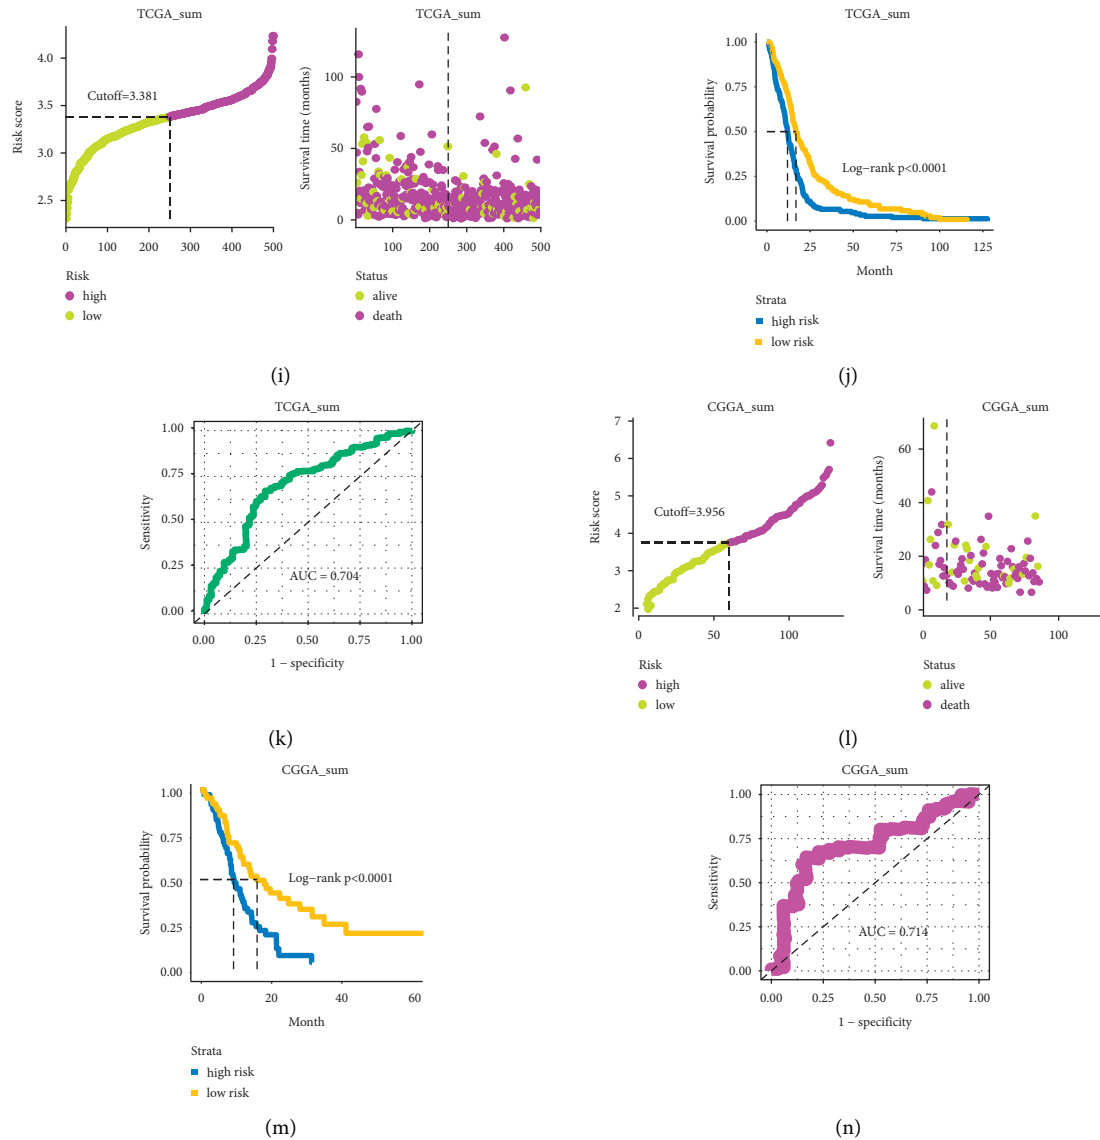 TCGA_sum
4.0
3.5
3.0
2.5
Risk score
Cutoff=3.381
0 100 200 300 400 500
Risk
high
low
TCGA_sum
100
50
0
Survival time (months)
100 200 300 400 500
Status
alive
death
(i)
TCGA_sum
1.00
0.75
0.50
0.25
0.00
Survival probability
Log−rank p<0.0001
0 25 50 75 100 125
Month
Strata
high risk
low risk
(j)
TCGA_sum
1.00
0.75
0.50
0.25
0.00
Sensitivity
AUC = 0.704
0.00 0.25 0.50 0.75 1.00
1 − specificity
(k)
CGGA_sum
7
6
5
4
3
2
Risk score
Cutoff=3.956
0 50 100
Risk
high
low
CGGA_sum
60
40
20
0
Survival time (months)
0 50 100
Status
alive
death
(l)
CGGA_sum
1.00
0.75
0.50
0.25
0.00
Survival probability
Log−rank p<0.0001
0 20 40 60
Month
Strata
high risk
low risk
(m)
CGGA_sum
1.00
0.75
0.50
0.25
0.00
Sensitivity
AUC = 0.714
0.00 0.25 0.50 0.75 1.00
1 − specificity
(n)